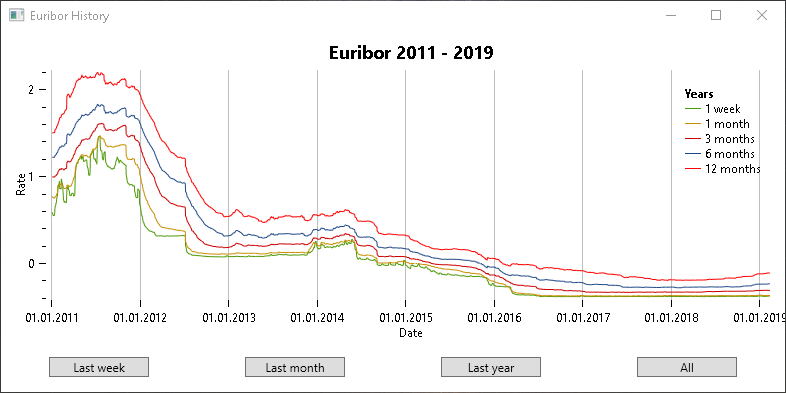 Euribor History
Euribor 2011 - 2019
Years
1 week
1 month
3 months
6 months
12 months
2
1
0
Rate
01.01.2011 01.01.2012 01.01.2013 01.01.2014 01.01.2015 01.01.2016 01.01.2017 01.01.2018 01.01.2019
Date
Last week Last month Last year All